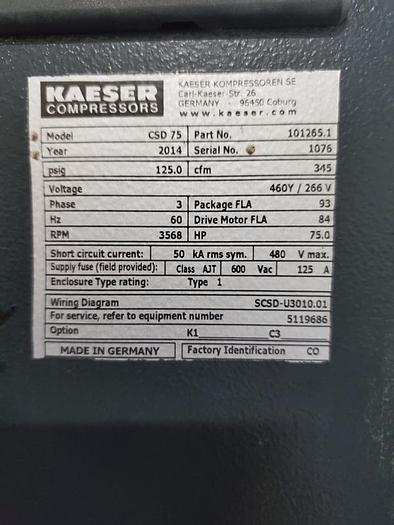 KAESER
COMPRESSORS
KAESER KOMPRESSOREN SE
Carl-Kaeser-Str. 26
GERMANY - 96450 Coburg
www.kaeser.com
Model CSD 75 Part No. 101265.1
Year 2014 Serial No. 1076
psig 125.0 cfm 345
Voltage 460Y / 266 V
Phase 3 Package FLA 93
Hz 60 Drive Motor FLA 84
RPM 3568 HP 75.0
Short circuit current: 50 kA rms sym. 480 V max.
Supply fuse (field provided): Class AJT 600 Vac 125 A
Enclosure Type rating: Type 1
Wiring Diagram SCSD-U3010.01
For service, refer to equipment number 5119686
Option K1 C3
MADE IN GERMANY Factory Identification CO